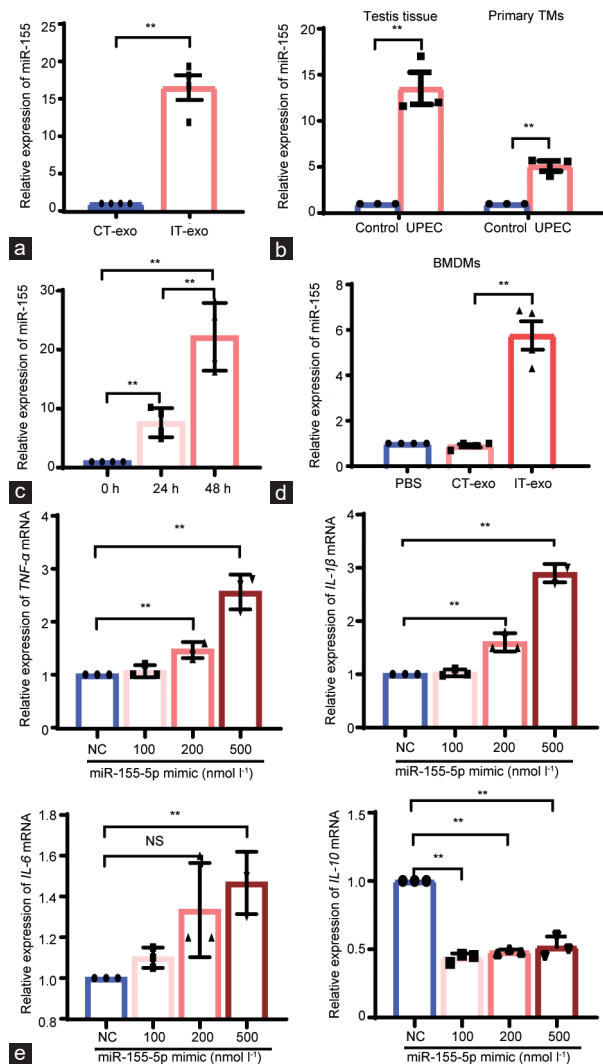 Relative expression of miR-155
25
20
15
10
5
0
**
CT-exo IT-exo
a
Relative expression of miR-155
20
15
10
5
0
Testis tissue Primary TMs
**
**
Control UPEC Control UPEC
b
Relative expression of miR-155
30
20
10
0
**
**
**
0 h 24 h 48 h
c
Relative expression of miR-155
8
6
4
2
0
BMDMs
**
PBS CT-exo IT-exo
d
Relative expression of TNF-α mRNA
4
3
2
1
0
**
**
NC 100 200 500
miR-155-5p mimic (nmol l-1)
Relative expression of IL-1β mRNA
4
3
2
1
0
**
**
NC 100 200 500
miR-155-5p mimic (nmol l-1)
Relative expression of IL-6 mRNA
1.8
1.6
1.4
1.2
1.0
0.8
**
NS
NC 100 200 500
miR-155-5p mimic (nmol l-1)
Relative expression of IL-10 mRNA
1.5
1.0
0.5
0
**
**
**
NC 100 200 500
miR-155-5p mimic (nmol l-1)
e